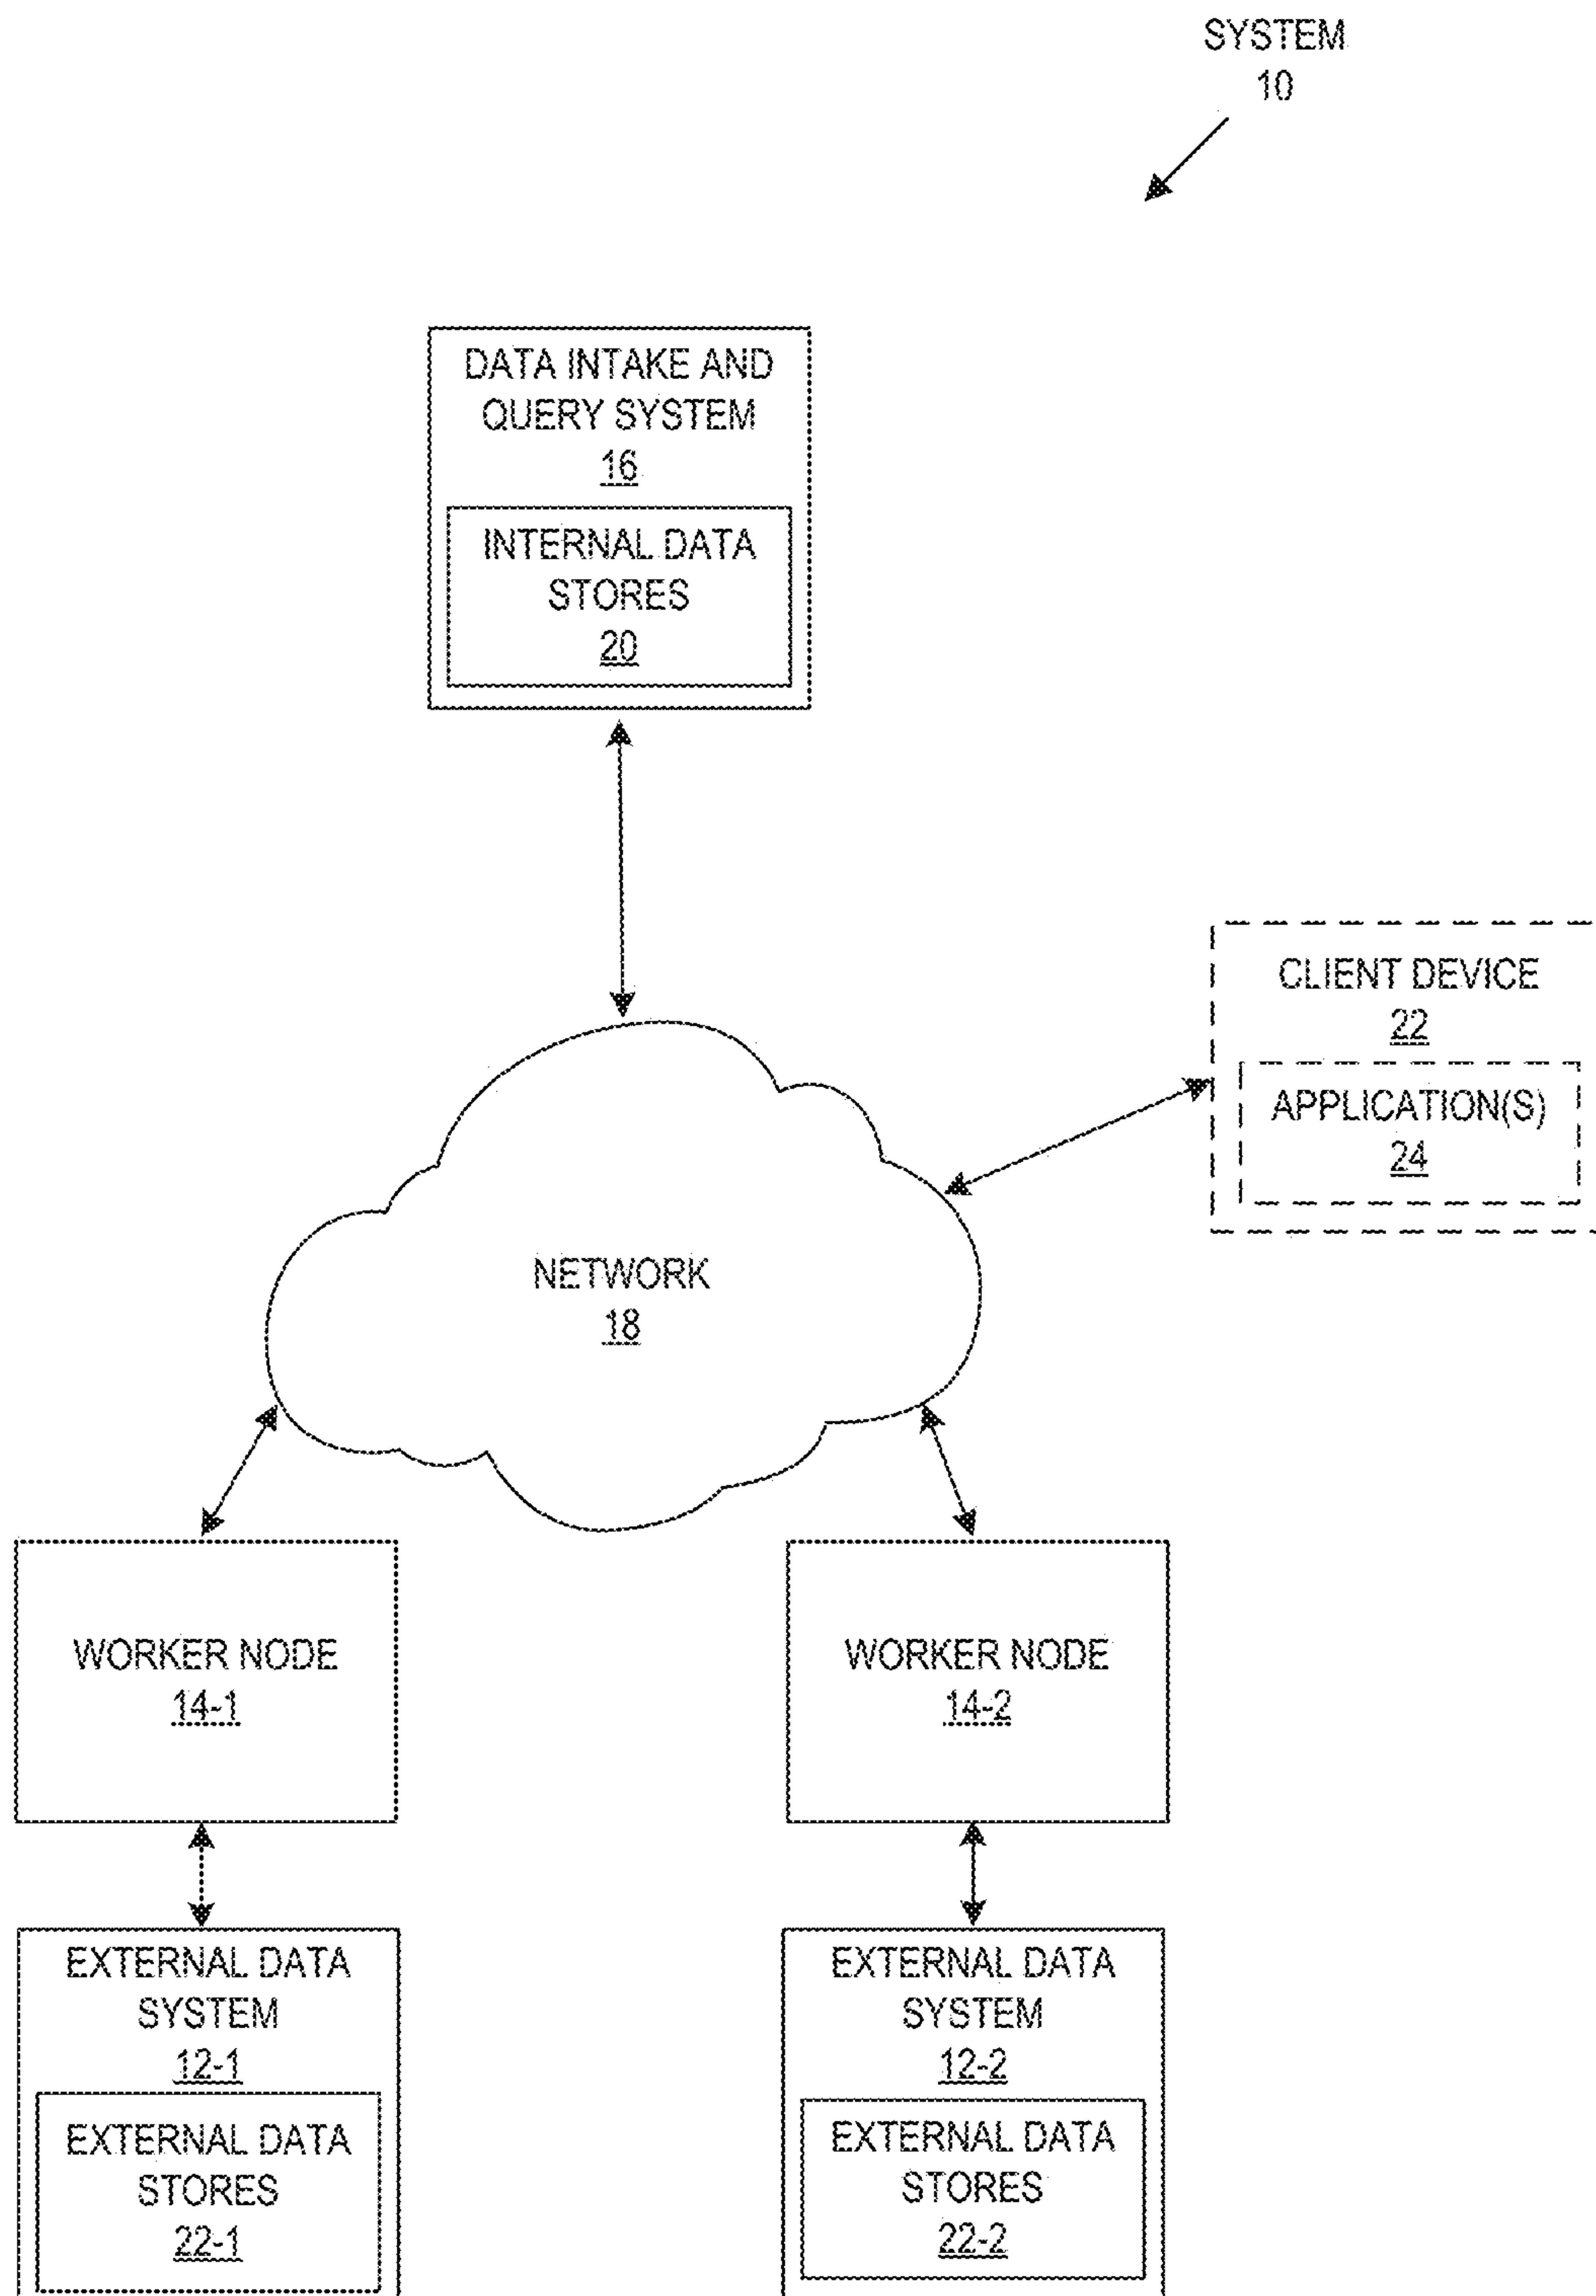 SYSTEM
10
DATA INTAKE AND
QUERY SYSTEM
16
INTERNAL DATA
STORES
20
CLIENT DEVICE
22
APPLICATION(S)
24
NETWORK
18
WORKER NODE
14-1
WORKER NODE
14-2
EXTERNAL DATA
SYSTEM
12-1
EXTERNAL DATA
STORES
22-1
EXTERNAL DATA
SYSTEM
12-2
EXTERNAL DATA
STORES
22-2